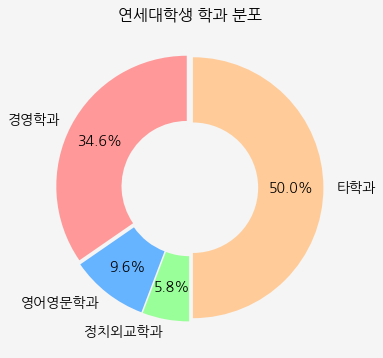 연세대학생 학과 분포
경영학과
34.6%
50.0%
타학과
9.6%
5.8%
영어영문학과
정치외교학과